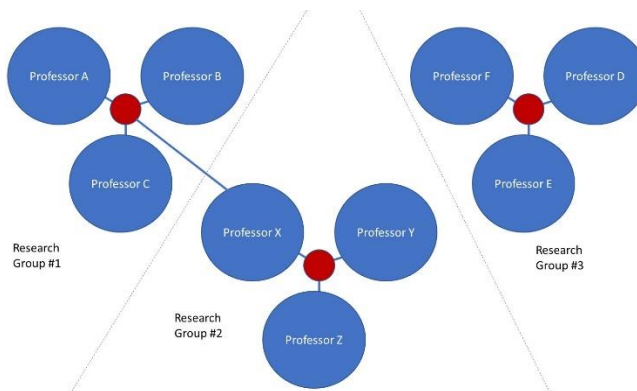 Professor A
Professor B
Professor C
Research
Group #1
Professor X
Professor Y
Professor Z
Research
Group #2
Professor F
Professor D
Professor E
Research
Group #3